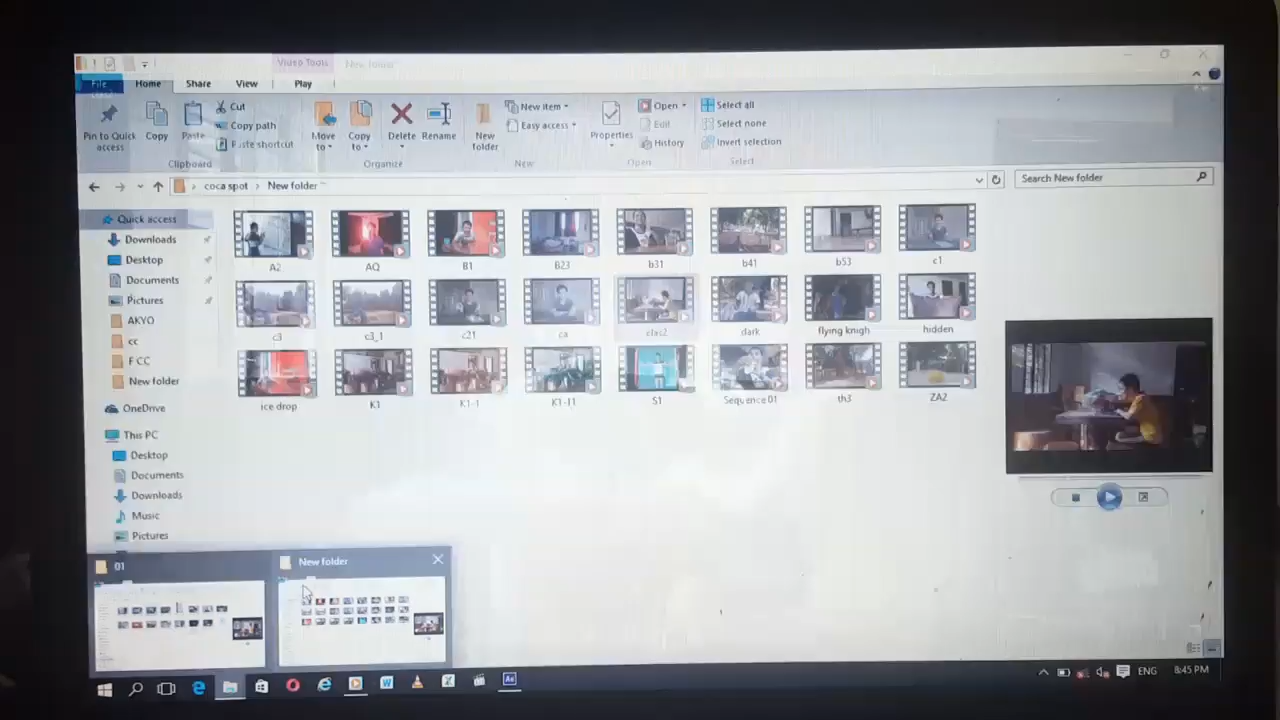 Video Tools
New folder
File
Home
Share
View
Play
Pin to Quick access
Copy
Paste
Cut
Copy path
Paste shortcut
Clipboard
Move to
Copy to
Delete
Rename
Organize
New folder
New item
Easy access
New
Properties
Open
Edit
History
Open
Select all
Select none
Invert selection
Select
coca spot > New folder
Search New folder
Quick access
Downloads
Desktop
Documents
Pictures
AKYO
cc
F CC
New folder
OneDrive
This PC
Desktop
Documents
Downloads
Music
Pictures
A2 AQ B1 B23 b31 b41 b53 c1
c3 c3_1 c21 ca clas2 dark flying knigh hidden
ice drop K1 K1-1 K1-11 S1 Sequence 01 th3 ZA2
01
New folder
ENG
8:45 PM